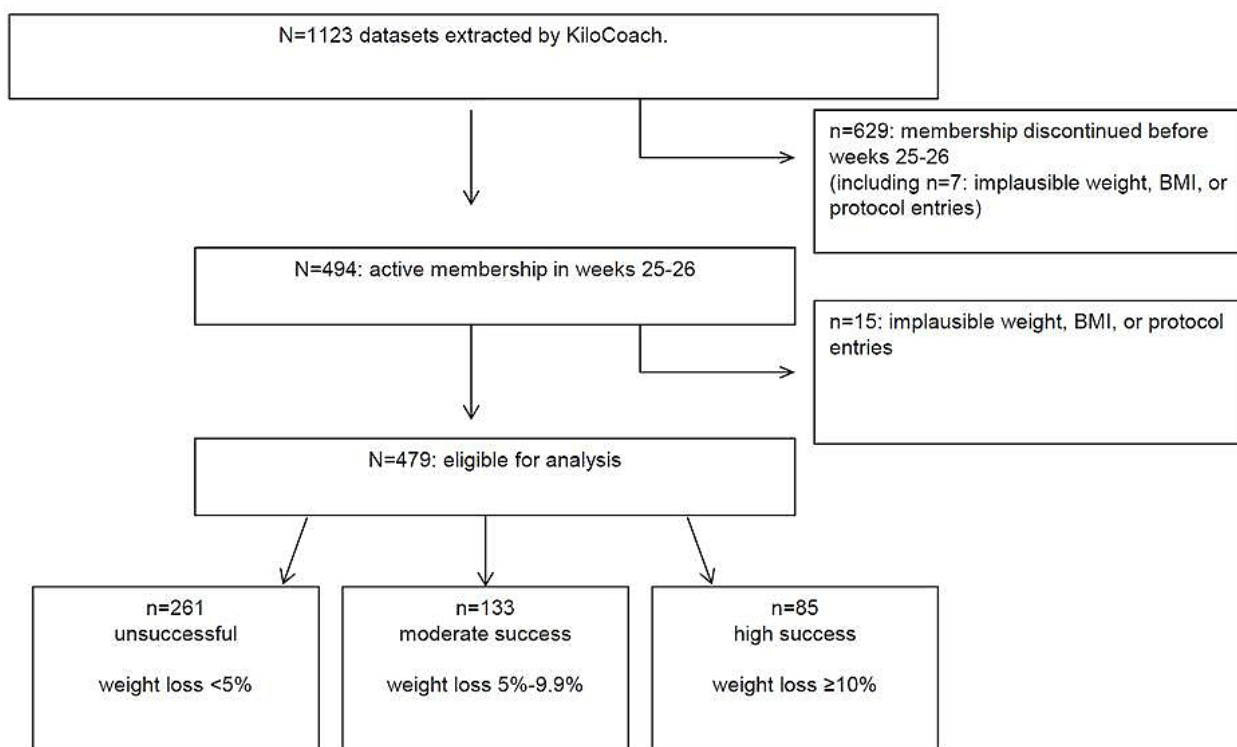 N=1123 datasets extracted by KiloCoach.
n=629: membership discontinued before
weeks 25-26
(including n=7: implausible weight, BMI, or
protocol entries)
N=494: active membership in weeks 25-26
n=15: implausible weight, BMI, or protocol
entries
N=479: eligible for analysis
n=261
unsuccessful
weight loss <5%
n=133
moderate success
weight loss 5%-9.9%
n=85
high success
weight loss ≥10%